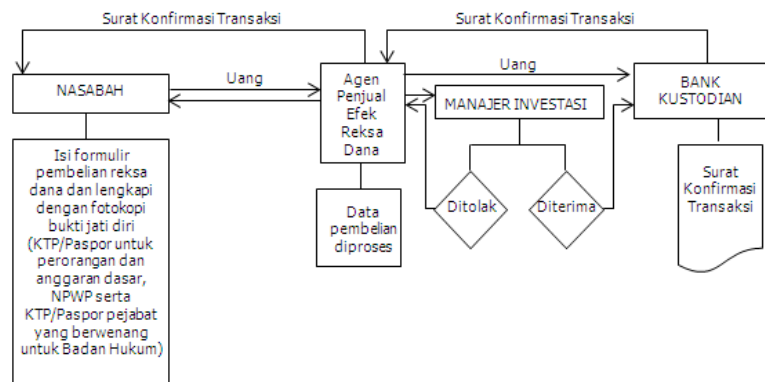 Surat Konfirmasi Transaksi
Surat Konfirmasi Transaksi
NASABAH
Uang
Agen
Penjual
Efek
Reksa
Dana
Uang
MANAJER INVESTASI
BANK
KUSTODIAN
Isi formulir
pembelian reksa
dana dan lengkapi
dengan fotokopi
bukti jati diri
(KTP/Paspor untuk
perorangan dan
anggaran dasar,
NPWP serta
KTP/Paspor pejabat
yang berwenang
untuk Badan Hukum)
Data
pembelian
diproses
Ditolak
Diterima
Surat
Konfirmasi
Transaksi